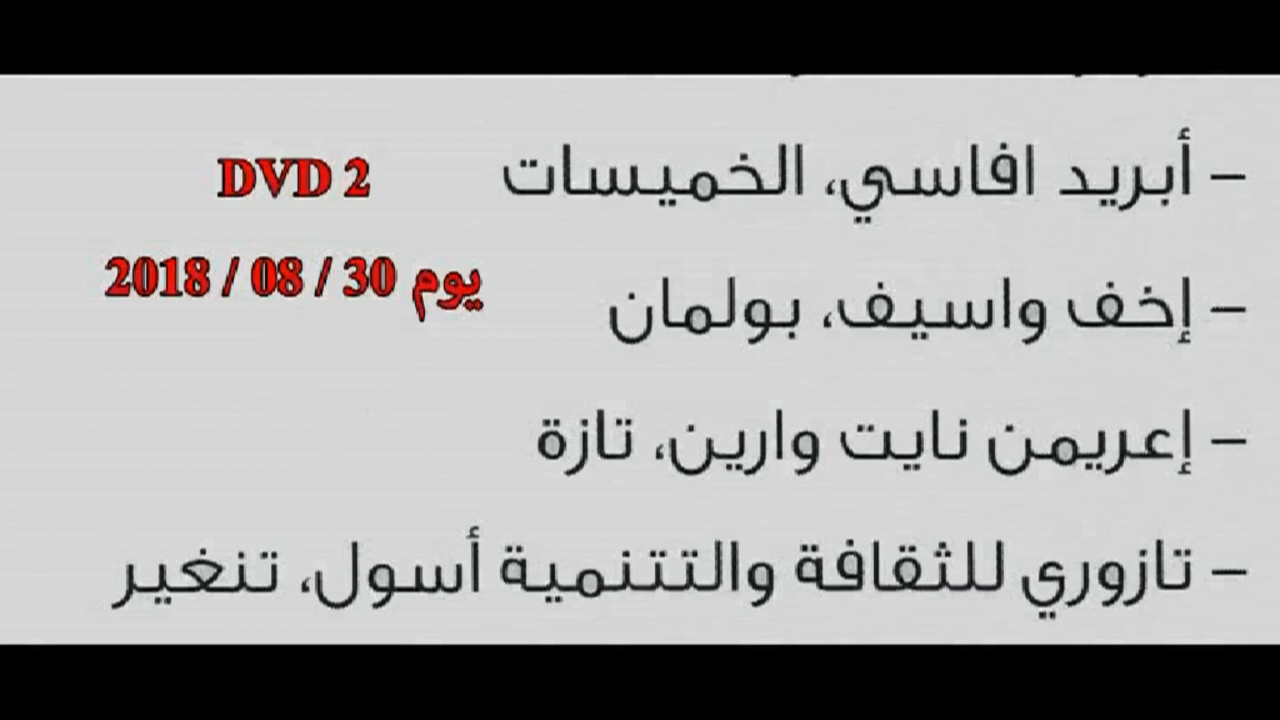 – أبريد افاسي، الخميسات
DVD 2
– إخف واسيف، بولمان
يوم 30 / 08 / 2018
– إعريمن نايت وارين، تازة
– تازوري للثقافة والتتنمية أسول، تنغير